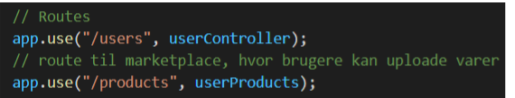 // Routes
app.use("/users", userController);
// route til marketplace, hvor brugere kan uploade varer
app.use("/products", userProducts);